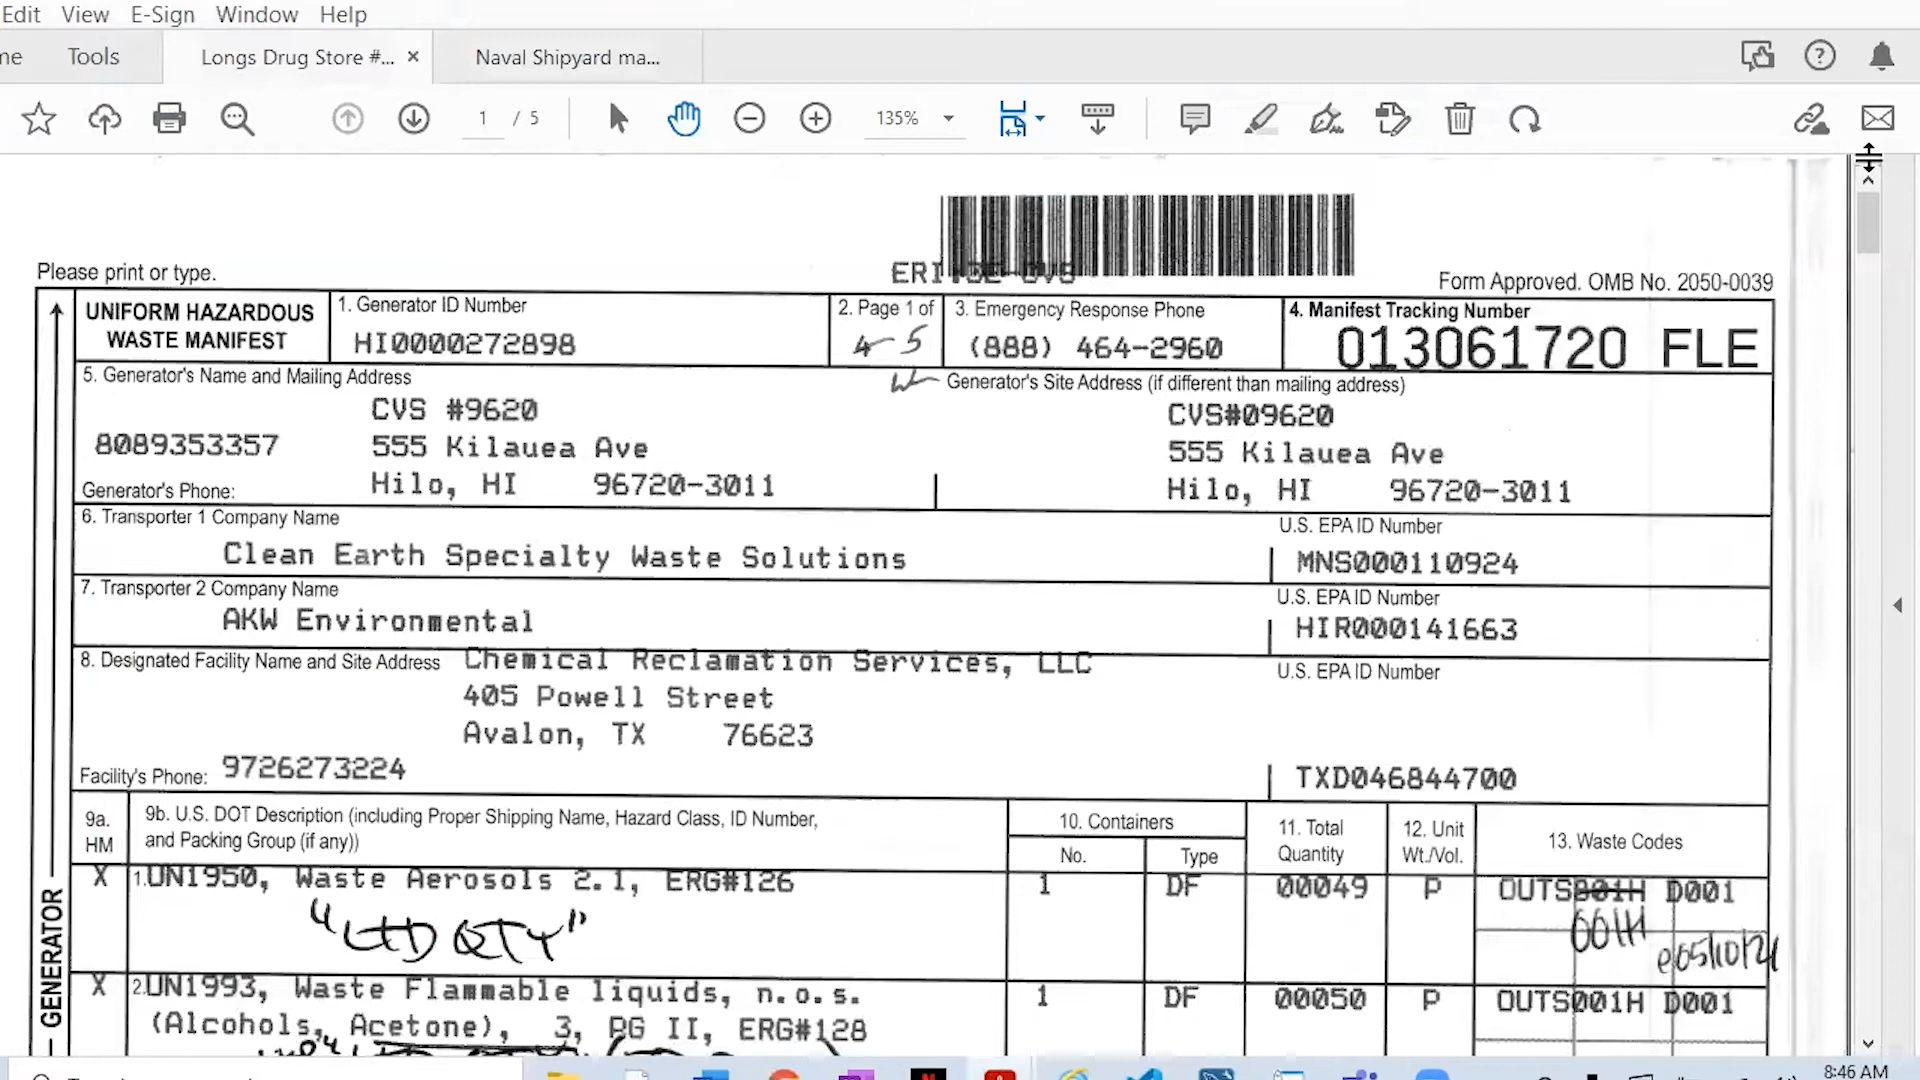 Edit View E-Sign Window Help
me Tools Longs Drug Store #... × Naval Shipyard ma...
1 / 5 135%
ERI
Please print or type. Form Approved. OMB No. 2050-0039
UNIFORM HAZARDOUS WASTE MANIFEST
1. Generator ID Number
HI0000272898
2. Page 1 of
4 5
3. Emergency Response Phone
(888) 464-2960
4. Manifest Tracking Number
013061720 FLE
5. Generator's Name and Mailing Address
CVS #9620
8089353357 555 Kilauea Ave
Generator's Phone: Hilo, HI 96720-3011
Generator's Site Address (if different than mailing address)
CVS#09620
555 Kilauea Ave
Hilo, HI 96720-3011
6. Transporter 1 Company Name U.S. EPA ID Number
Clean Earth Specialty Waste Solutions MNS000110924
7. Transporter 2 Company Name U.S. EPA ID Number
AKW Environmental HIR000141663
8. Designated Facility Name and Site Address Chemical Reclamation Services, LLC U.S. EPA ID Number
405 Powell Street
Avalon, TX 76623
Facility's Phone: 9726273224 TXD046844700
GENERATOR
9a. HM
9b. U.S. DOT Description (including Proper Shipping Name, Hazard Class, ID Number,
and Packing Group (if any))
10. Containers
No. Type
11. Total Quantity
12. Unit Wt./Vol.
13. Waste Codes
X 1.UN1950, Waste Aerosols 2.1, ERG#126 1 DF 00049 P OUTS001H D001
"LTD QTY" 001H
X 2.UN1993, Waste Flammable liquids, n.o.s. 1 DF 00050 P OUTS001H D001
(Alcohols, Acetone), 3, PG II, ERG#128
8:46 AM